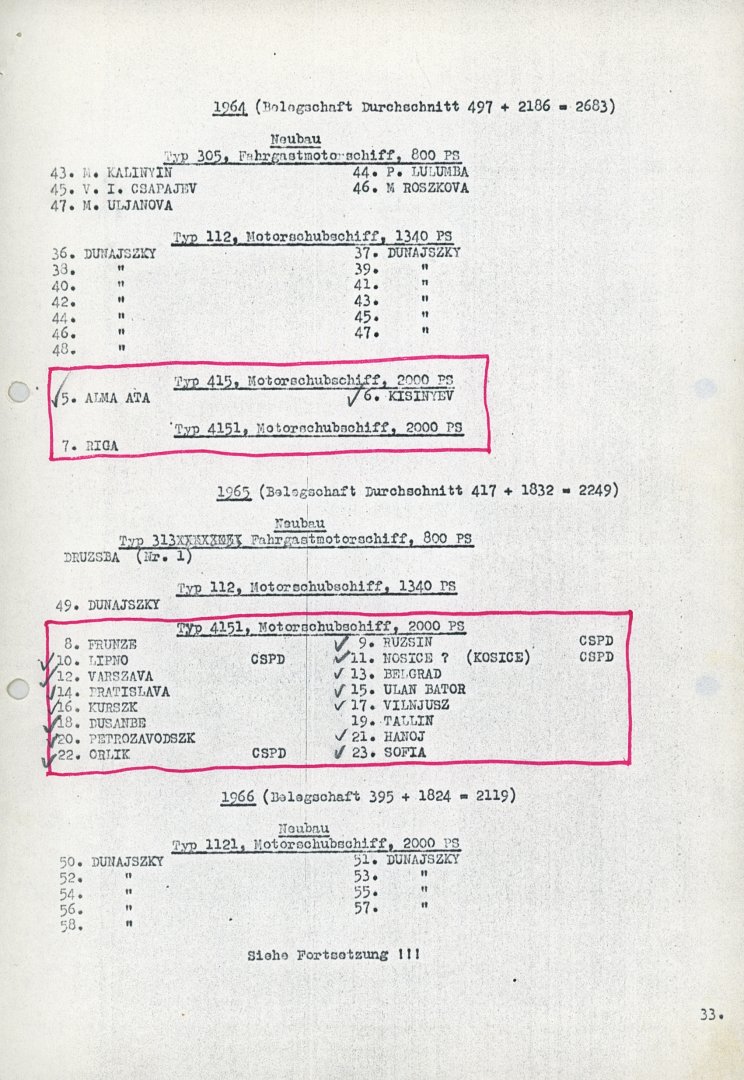 1964 (Belegschaft Durchschnitt 497 + 2186 = 2683)
Neubau
Typ 305, Fahrgastmotorschiff, 800 PS
43. M. KALINYIN 44. P. LULUMBA
45. V. I. CSAPAJEV 46. M ROSZKOVA
47. M. ULJANOVA
Typ 112, Motorschubschiff, 1340 PS
36. DUNAJSZKY 37. DUNAJSZKY
38. " 39. "
40. " 41. "
42. " 43. "
44. " 45. "
46. " 47. "
48. "
Typ 415, Motorschubschiff, 2000 PS
✓5. ALMA ATA ✓6. KISINYEV
Typ 4151, Motorschubschiff, 2000 PS
7. RIGA
1965 (Belegschaft Durchschnitt 417 + 1832 = 2249)
Neubau
Typ 313 Fahrgastmotorschiff, 800 PS
DRUZSBA (Nr. 1)
Typ 112, Motorschubschiff, 1340 PS
49. DUNAJSZKY
Typ 4151, Motorschubschiff, 2000 PS
8. FRUNZE ✓ 9. RUZSIN CSPD
✓10. LIPNO CSPD ✓11. NOSICE ? (KOSICE) CSPD
✓12. VARSZAVA ✓13. BELGRAD
✓14. BRATISLAVA ✓15. ULAN BATOR
✓16. KURSZK ✓17. VILNJUSZ
✓18. DUSANBE 19. TALLIN
✓20. PETROZAVODSZK ✓21. HANOJ
✓22. ORLIK CSPD ✓23. SOFIA
1966 (Belegschaft 395 + 1824 = 2119)
Neubau
Typ 1121, Motorschubschiff, 2000 PS
50. DUNAJSZKY 51. DUNAJSZKY
52. " 53. "
54. " 55. "
56. " 57. "
58. "
Siehe Fortsetzung !!!
33.